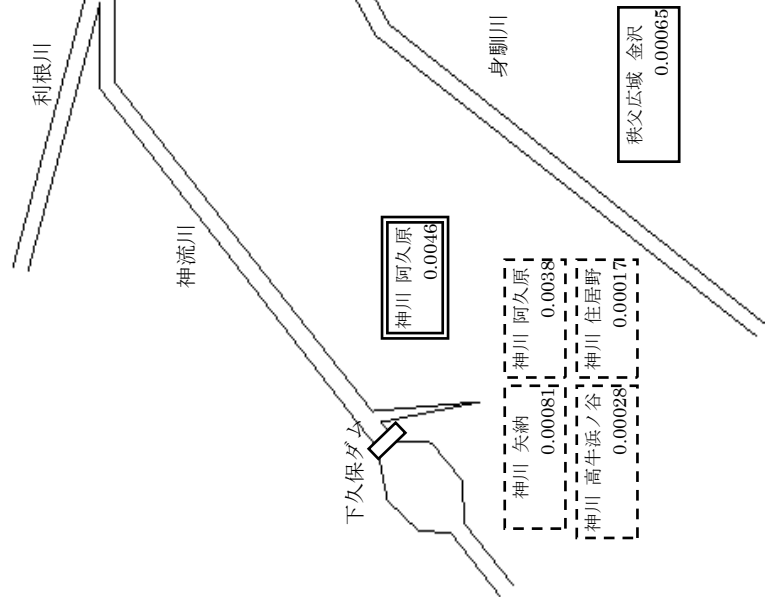 利根川
神流川
身馴川
秩父広域 金沢
0.00065
神川 阿久原
0.0046
下久保ダム
神川 矢納
0.00081
神川 阿久原
0.0038
神川 高牛浜ノ谷
0.00028
神川 住居野
0.00017